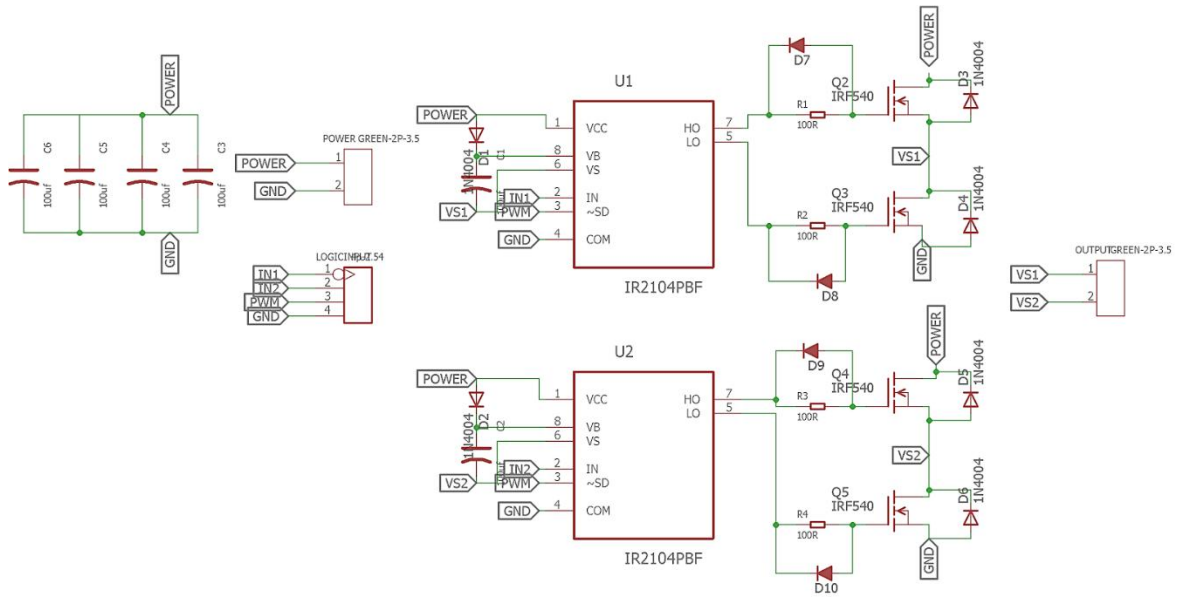 POWER
C6
C5
C4
C3
100uf
100uf
100uf
100uf
GND
POWER GREEN-2P-3.5
POWER
1
GND
2
IN1
1
IN2
2
PWM
3
GND
4
U1
POWER
1
VCC
8
VB
6
VS
IN1
2
IN
PWM
3
~SD
GND
4
COM
VS1
D1
1N4004
C1
HO
7
LO
5
IR2104PBF
D7
R1
100R
Q2
IRF540
POWER
D3
1N4004
VS1
R2
100R
D8
Q3
IRF540
D4
1N4004
GND
OUTPUTGREEN-2P-3.5
VS1
1
VS2
2
U2
POWER
1
VCC
8
VB
6
VS
IN2
2
IN
PWM
3
~SD
GND
4
COM
VS2
D2
1N4004
C2
HO
7
LO
5
IR2104PBF
D9
R3
100R
Q4
IRF540
POWER
D5
1N4004
VS2
R4
100R
D10
Q5
IRF540
D6
1N4004
GND